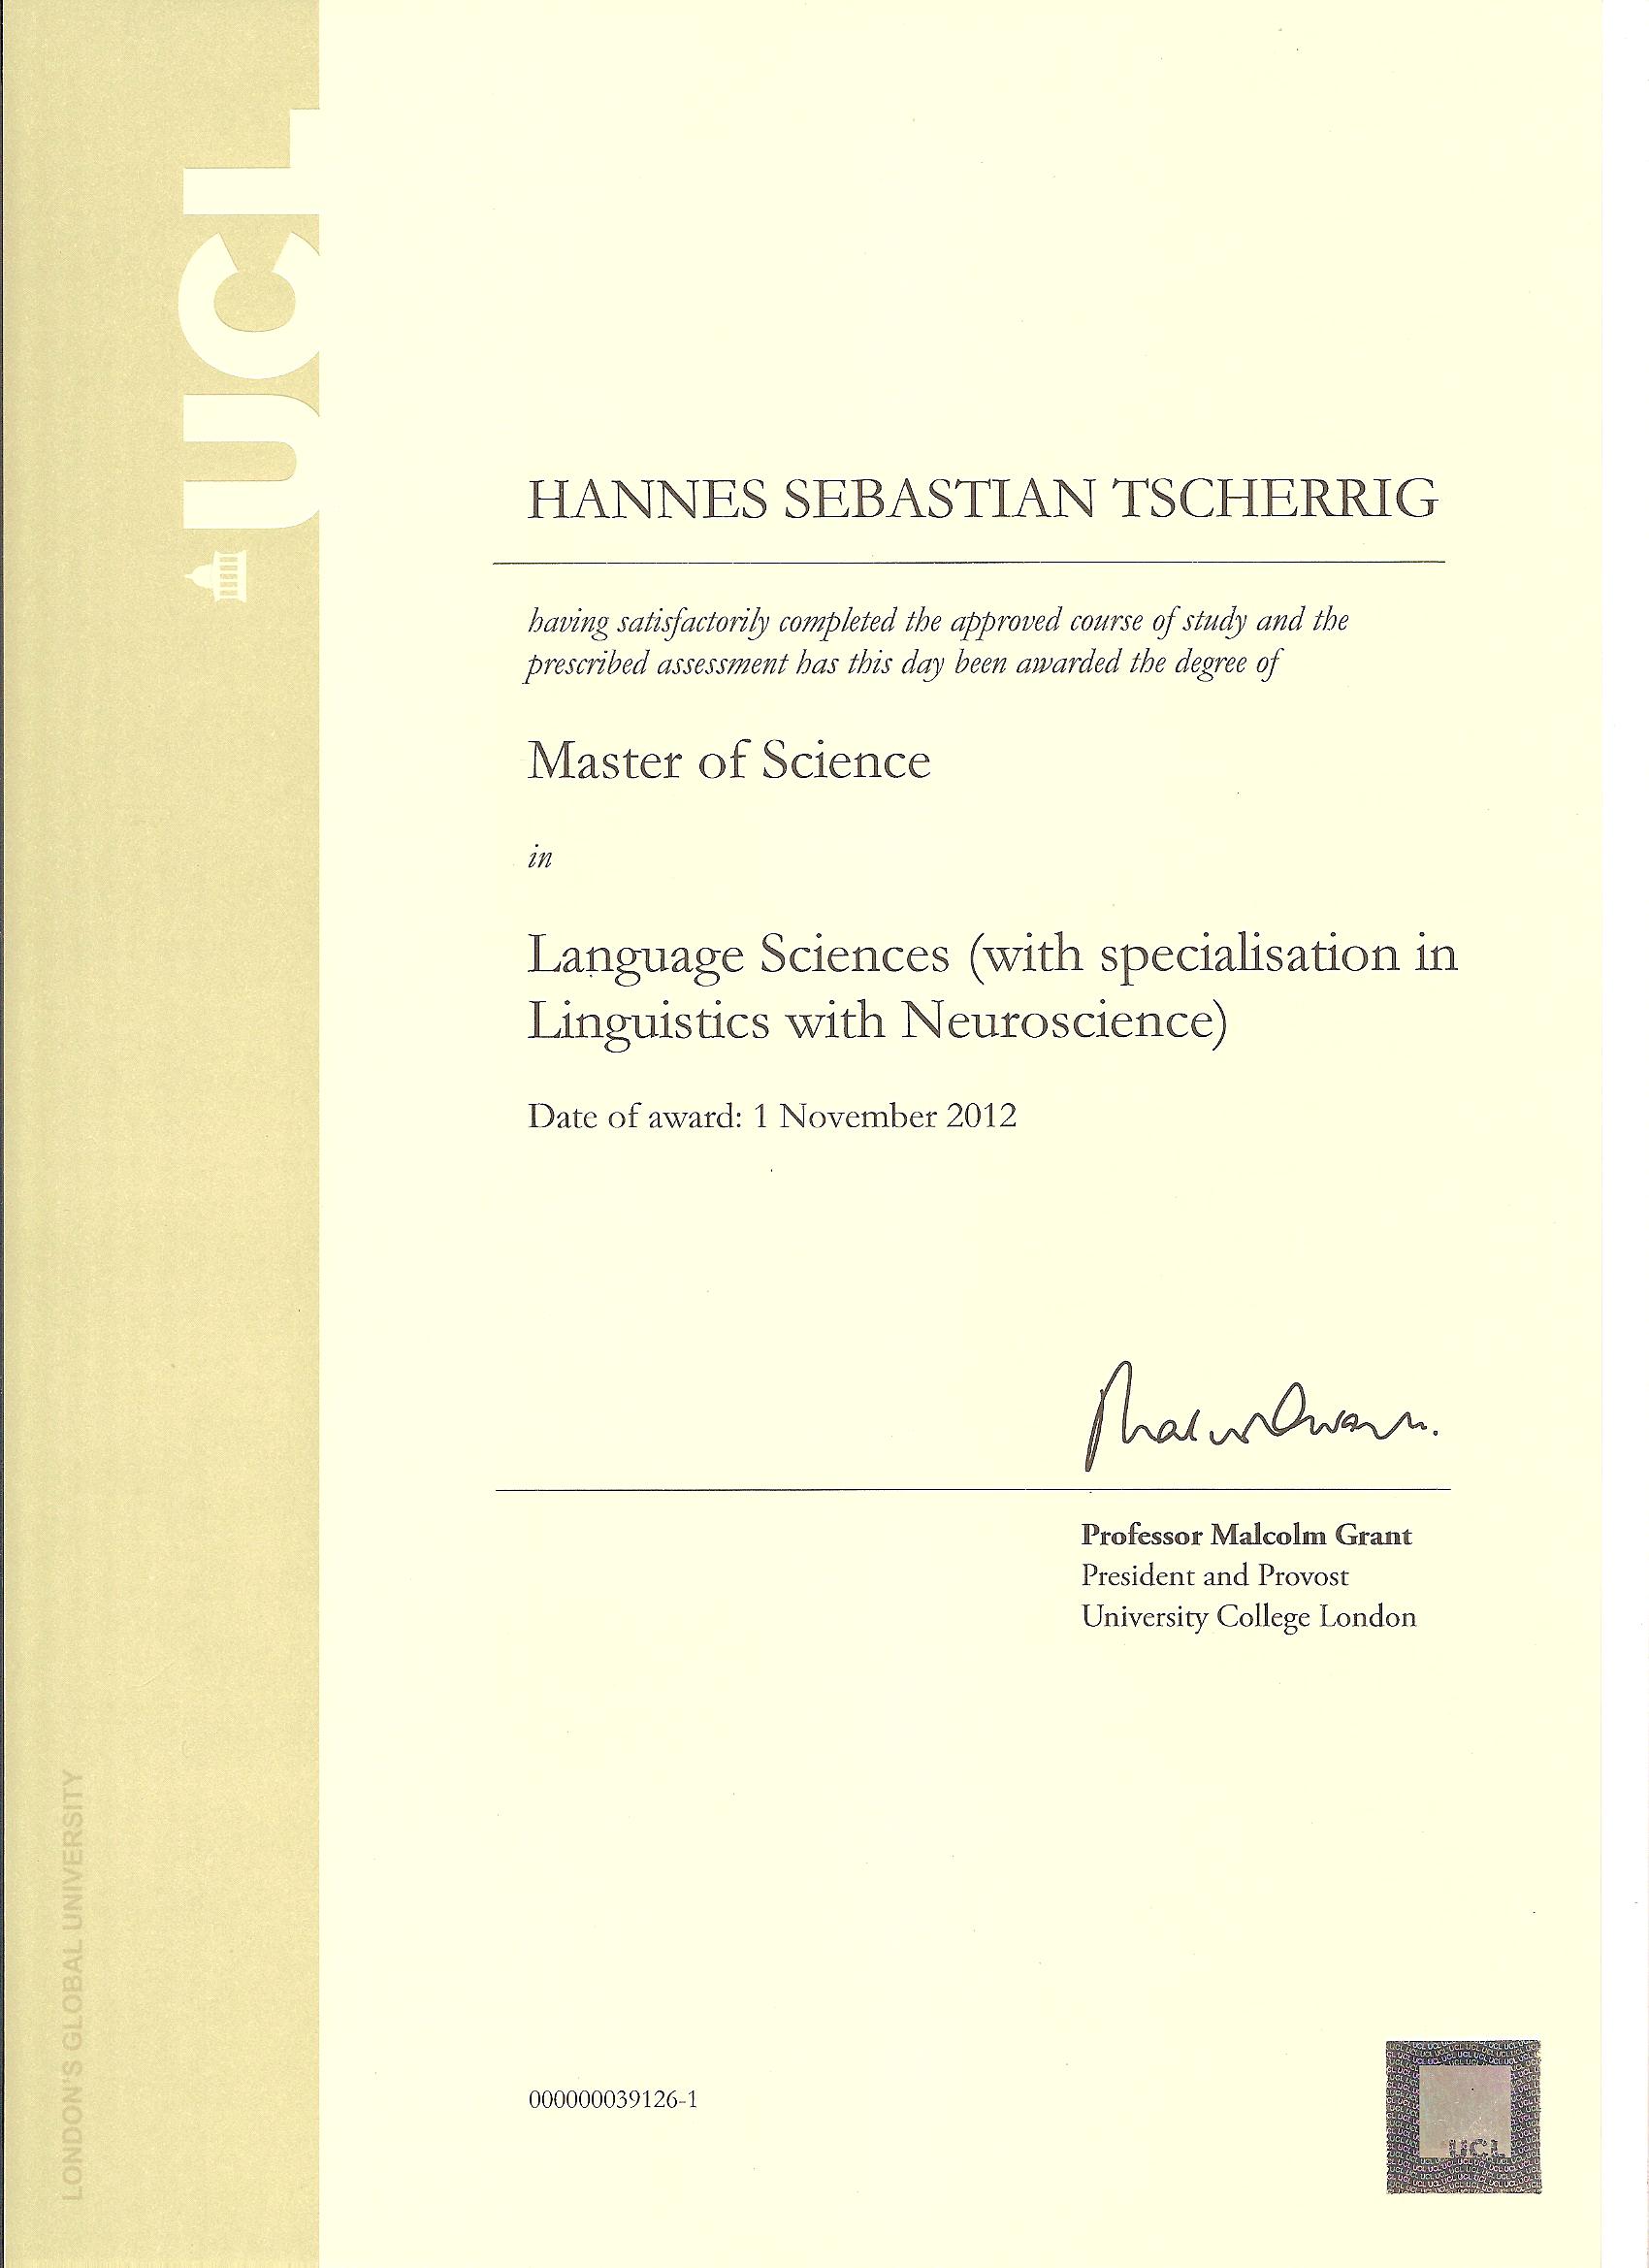 UCL
HANNES SEBASTIAN TSCHERRIG
having satisfactorily completed the approved course of study and the
prescribed assessment has this day been awarded the degree of
Master of Science
in
Language Sciences (with specialisation in
Linguistics with Neuroscience)
Date of award: 1 November 2012
Professor Malcolm Grant
President and Provost
University College London
LONDON'S GLOBAL UNIVERSITY
000000039126-1
UCL